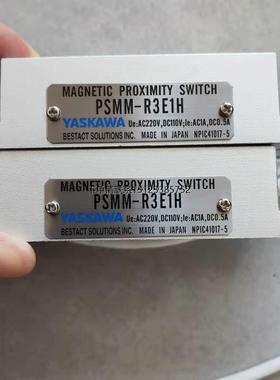 MAGNETIC PROXIMITY SWITCH
PSMM-R3E1H
YASKAWA Ue:AC220V,DC110V;Ie:AC1A,DC0.5A
BESTACT SOLUTIONS INC. MADE IN JAPAN NPIC41017-5
MAGNETIC PROXIMITY SWITCH
PSMM-R3E1H
YASKAWA Ue:AC220V,DC110V;Ie:AC1A,DC0.5A
BESTACT SOLUTIONS INC. MADE IN JAPAN NPIC41017-5